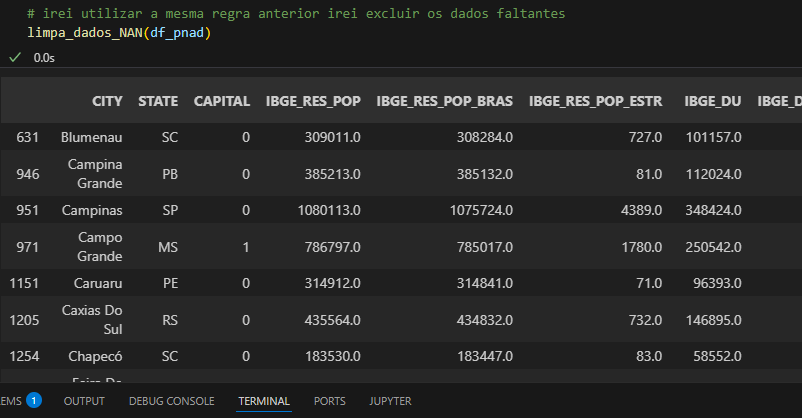 # irei utilizar a mesma regra anterior irei excluir os dados faltantes
limpa_dados_NAN(df_pnad)
0.0s
CITY STATE CAPITAL IBGE_RES_POP IBGE_RES_POP_BRAS IBGE_RES_POP_ESTR IBGE_DU IBGE_D
631 Blumenau SC 0 309011.0 308284.0 727.0 101157.0
946 Campina Grande PB 0 385213.0 385132.0 81.0 112024.0
951 Campinas SP 0 1080113.0 1075724.0 4389.0 348424.0
971 Campo Grande MS 1 786797.0 785017.0 1780.0 250542.0
1151 Caruaru PE 0 314912.0 314841.0 71.0 96393.0
1205 Caxias Do Sul RS 0 435564.0 434832.0 732.0 146895.0
1254 Chapecó SC 0 183530.0 183447.0 83.0 58552.0
EMS 1 OUTPUT DEBUG CONSOLE TERMINAL PORTS JUPYTER